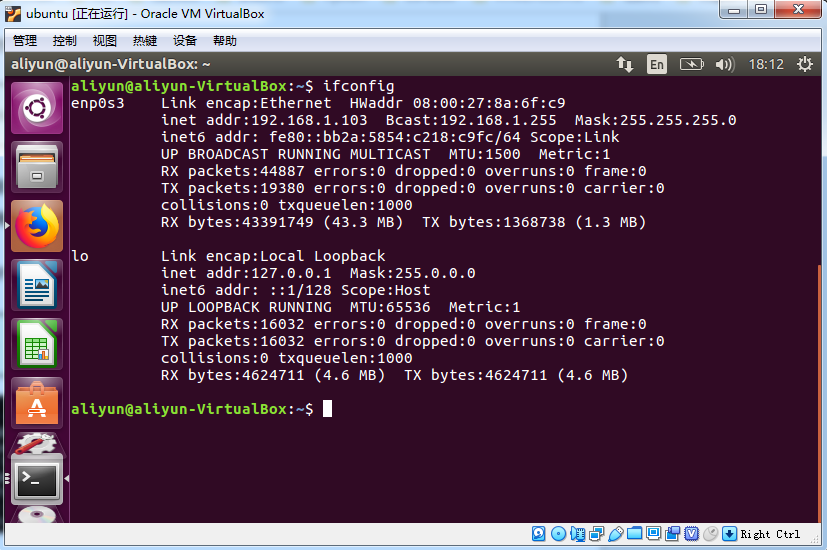 ubuntu [正在运行] - Oracle VM VirtualBox
管理 控制 视图 热键 设备 帮助
aliyun@aliyun-VirtualBox: ~ En 18:12
aliyun@aliyun-VirtualBox:~$ ifconfig
enp0s3 Link encap:Ethernet HWaddr 08:00:27:8a:6f:c9
inet addr:192.168.1.103 Bcast:192.168.1.255 Mask:255.255.255.0
inet6 addr: fe80::bb2a:5854:c218:c9fc/64 Scope:Link
UP BROADCAST RUNNING MULTICAST MTU:1500 Metric:1
RX packets:44887 errors:0 dropped:0 overruns:0 frame:0
TX packets:19380 errors:0 dropped:0 overruns:0 carrier:0
collisions:0 txqueuelen:1000
RX bytes:43391749 (43.3 MB) TX bytes:1368738 (1.3 MB)
lo Link encap:Local Loopback
inet addr:127.0.0.1 Mask:255.0.0.0
inet6 addr: ::1/128 Scope:Host
UP LOOPBACK RUNNING MTU:65536 Metric:1
RX packets:16032 errors:0 dropped:0 overruns:0 frame:0
TX packets:16032 errors:0 dropped:0 overruns:0 carrier:0
collisions:0 txqueuelen:1000
RX bytes:4624711 (4.6 MB) TX bytes:4624711 (4.6 MB)
aliyun@aliyun-VirtualBox:~$
Right Ctrl